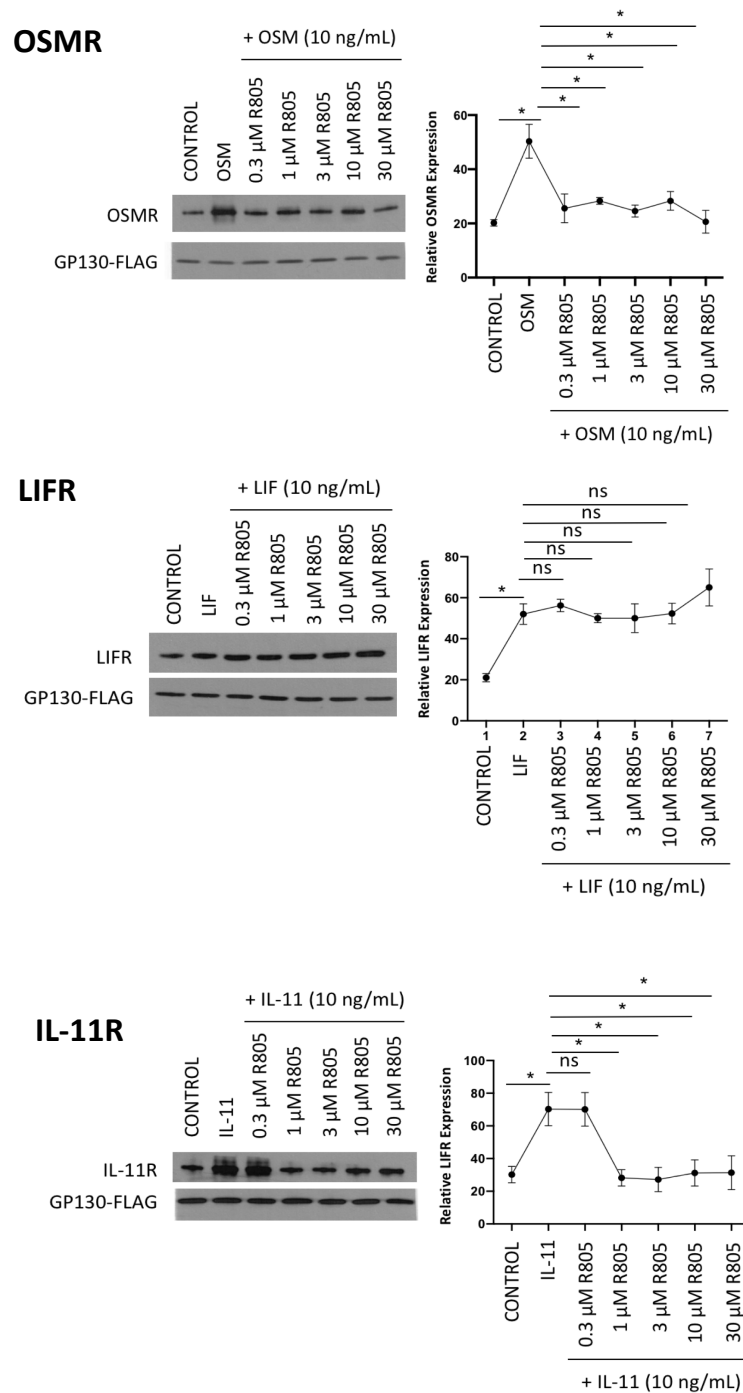 OSMR
+ OSM (10 ng/mL)
CONTROL
OSM
0.3 µM R805
1 µM R805
3 µM R805
10 µM R805
30 µM R805
OSMR
GP130-FLAG
*
*
*
*
*
*
Relative OSMR Expression
60
40
20
0
CONTROL
OSM
0.3 µM R805
1 µM R805
3 µM R805
10 µM R805
30 µM R805
+ OSM (10 ng/mL)
LIFR
+ LIF (10 ng/mL)
CONTROL
LIF
0.3 µM R805
1 µM R805
3 µM R805
10 µM R805
30 µM R805
LIFR
GP130-FLAG
ns
ns
ns
ns
ns
*
Relative LIFR Expression
80
60
40
20
0
1 2 3 4 5 6 7
CONTROL
LIF
0.3 µM R805
1 µM R805
3 µM R805
10 µM R805
30 µM R805
+ LIF (10 ng/mL)
IL-11R
+ IL-11 (10 ng/mL)
CONTROL
IL-11
0.3 µM R805
1 µM R805
3 µM R805
10 µM R805
30 µM R805
IL-11R
GP130-FLAG
*
*
*
*
ns
*
Relative LIFR Expression
100
80
60
40
20
0
CONTROL
IL-11
0.3 µM R805
1 µM R805
3 µM R805
10 µM R805
30 µM R805
+ IL-11 (10 ng/mL)